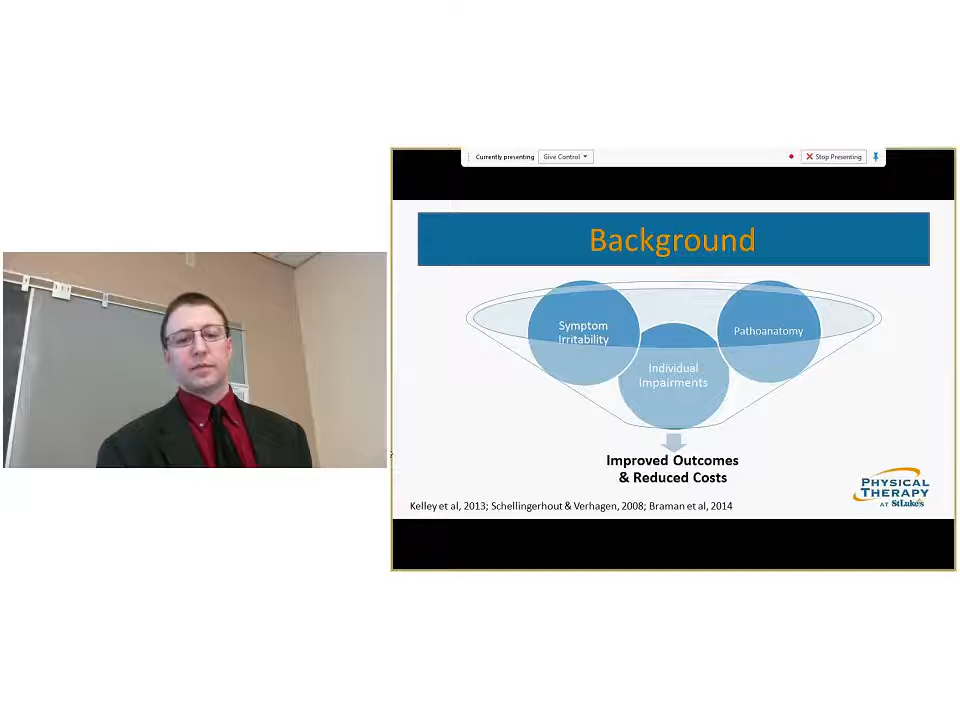 Currently presenting Give Control Stop Presenting
Background
Symptom
Irritability
Pathoanatomy
Individual
Impairments
Improved Outcomes
& Reduced Costs
PHYSICAL
THERAPY
AT St Luke's
Kelley et al, 2013; Schellingerhout & Verhagen, 2008; Braman et al, 2014